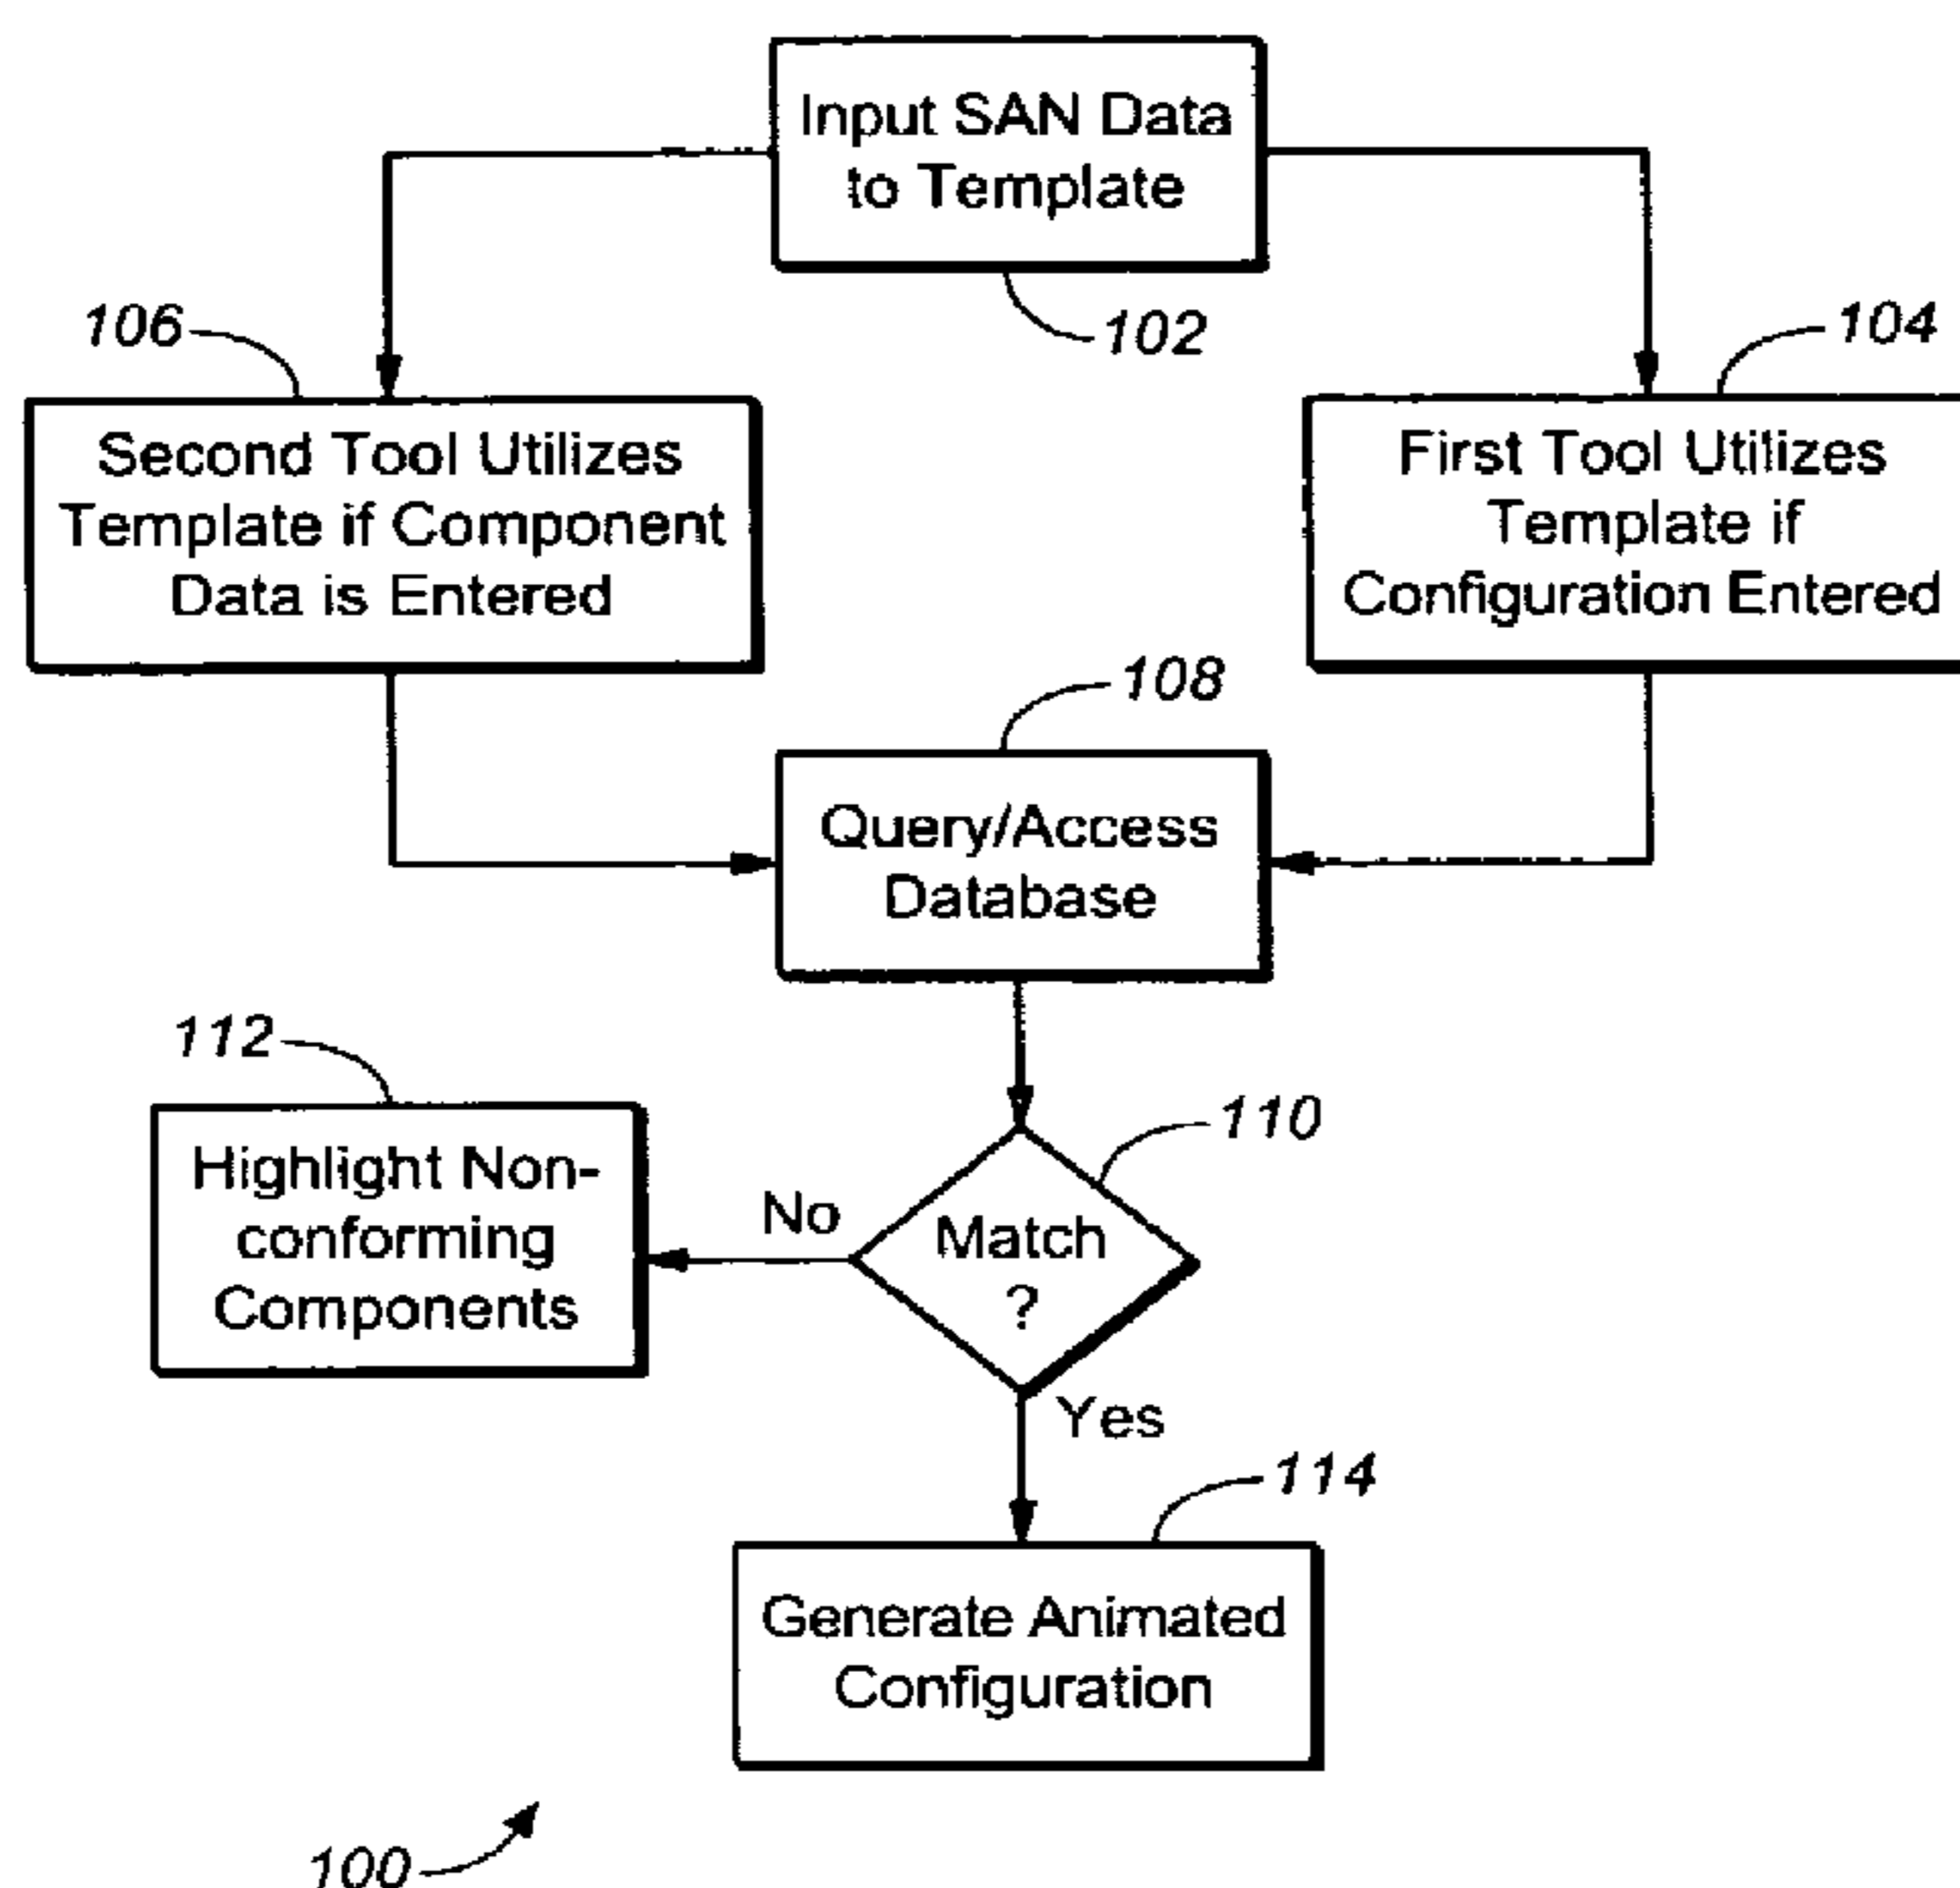 Input SAN Data
to Template
102
106
104
Second Tool Utilizes
Template if Component
Data is Entered
First Tool Utilizes
Template if
Configuration Entered
108
Query/Access
Database
112
110
Highlight Non-
conforming
Components
No
Match
?
Yes
114
Generate Animated
Configuration
100